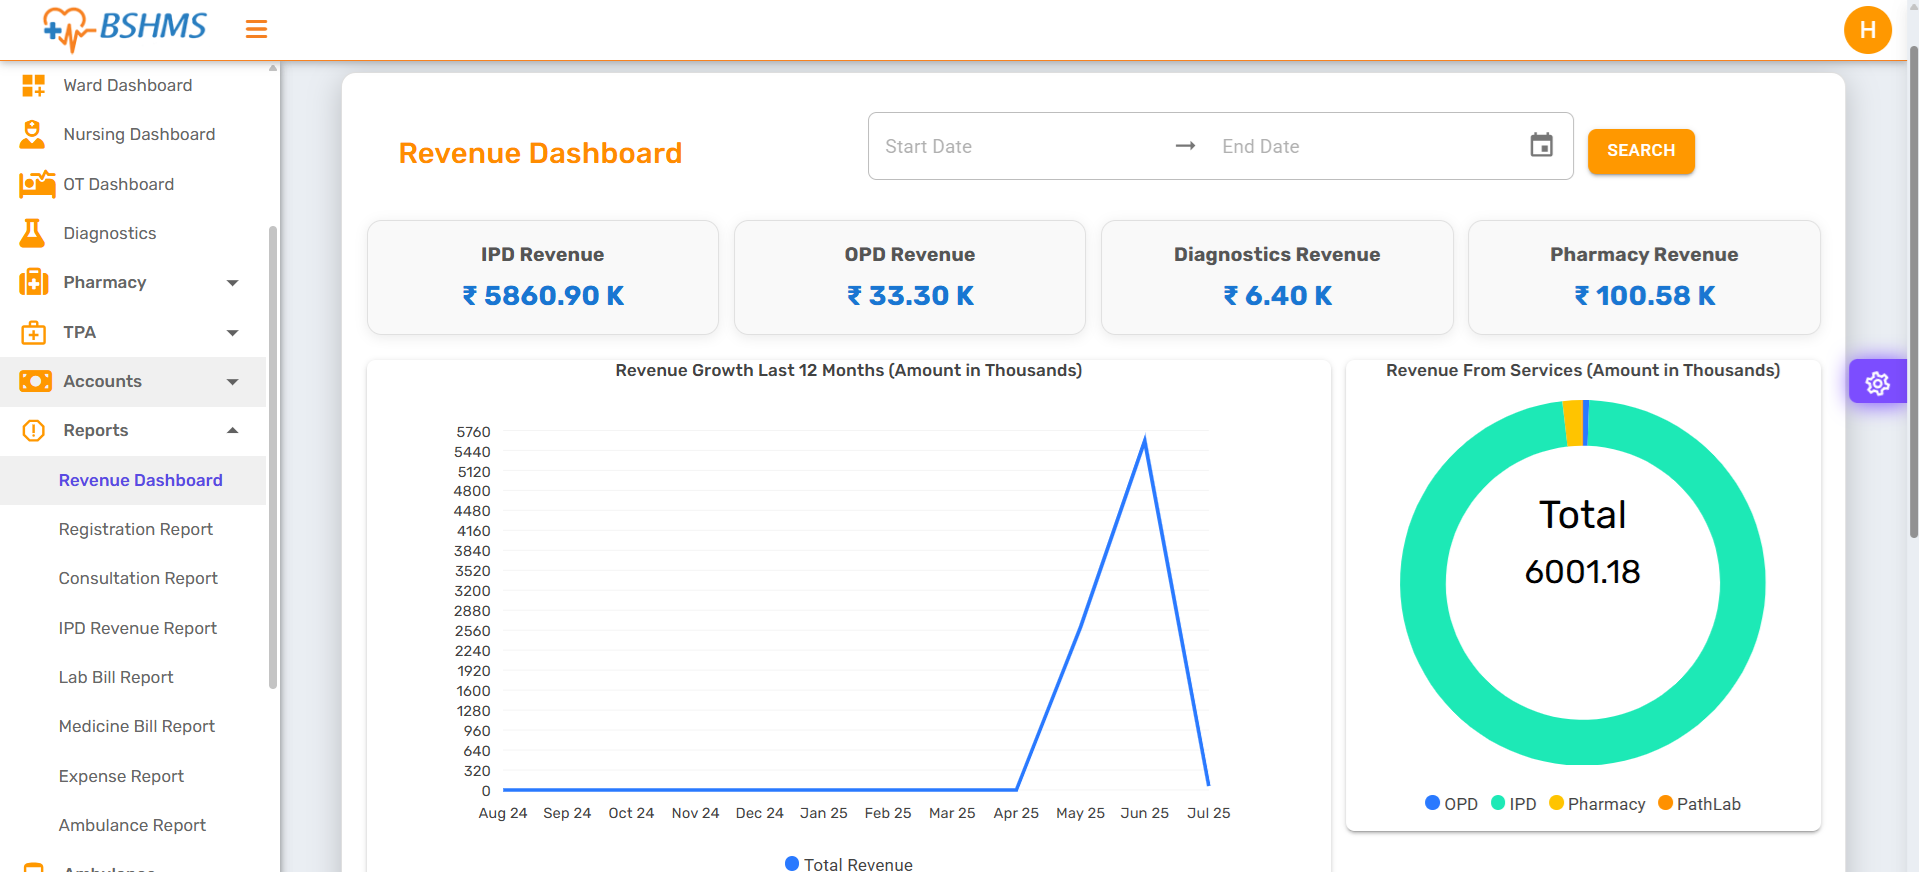 BSHMS
H
Ward Dashboard
Nursing Dashboard
OT Dashboard
Diagnostics
Pharmacy
TPA
Accounts
Reports
Revenue Dashboard
Registration Report
Consultation Report
IPD Revenue Report
Lab Bill Report
Medicine Bill Report
Expense Report
Ambulance Report
Revenue Dashboard
Start Date → End Date
SEARCH
IPD Revenue
₹ 5860.90 K
OPD Revenue
₹ 33.30 K
Diagnostics Revenue
₹ 6.40 K
Pharmacy Revenue
₹ 100.58 K
Revenue Growth Last 12 Months (Amount in Thousands)
5760
5440
5120
4800
4480
4160
3840
3520
3200
2880
2560
2240
1920
1600
1280
960
640
320
0
Aug 24 Sep 24 Oct 24 Nov 24 Dec 24 Jan 25 Feb 25 Mar 25 Apr 25 May 25 Jun 25 Jul 25
Total Revenue
Revenue From Services (Amount in Thousands)
Total
6001.18
OPD IPD Pharmacy PathLab